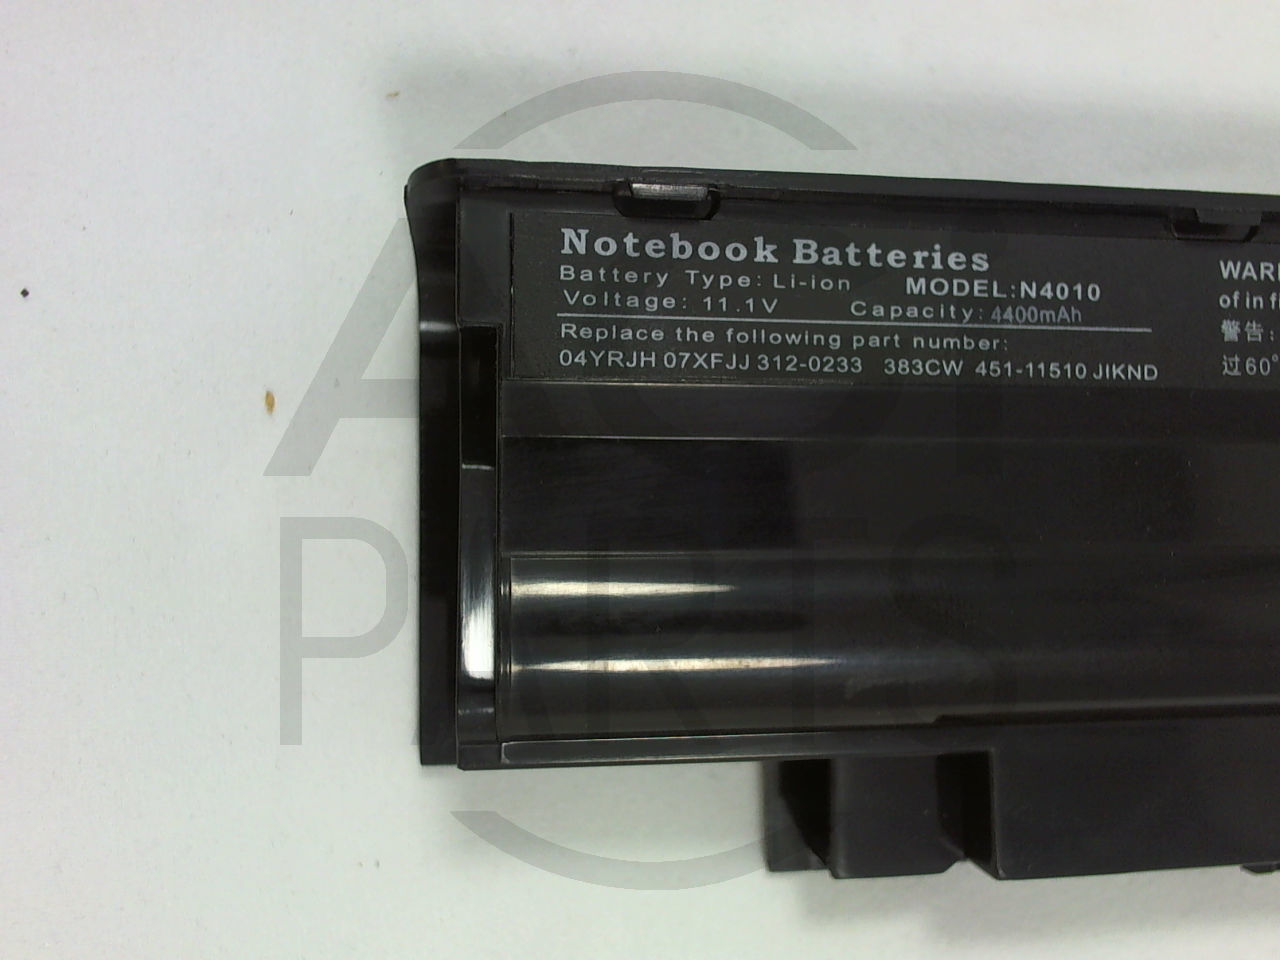 Notebook Batteries
Battery Type: Li-ion MODEL:N4010
Voltage: 11.1V Capacity: 4400mAh
Replace the following part number:
04YRJH 07XFJJ 312-0233 383CW 451-11510 JIKND
of in
警告:
过60°
PARTS